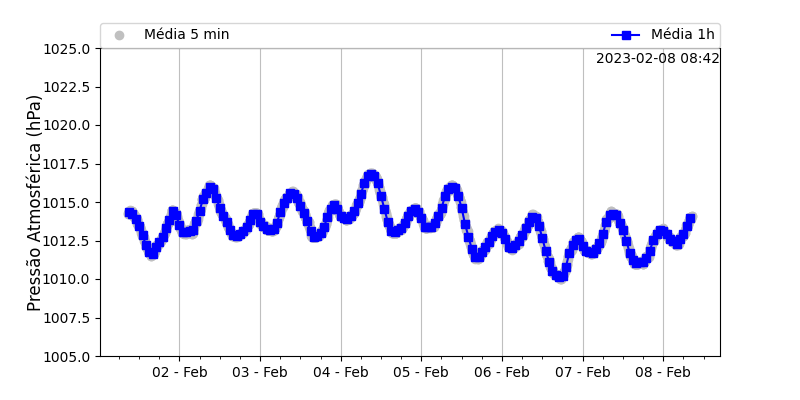 Média 5 min
Média 1h
2023-02-08 08:42
Pressão Atmosférica (hPa)
1025.0
1022.5
1020.0
1017.5
1015.0
1012.5
1010.0
1007.5
1005.0
02 - Feb
03 - Feb
04 - Feb
05 - Feb
06 - Feb
07 - Feb
08 - Feb